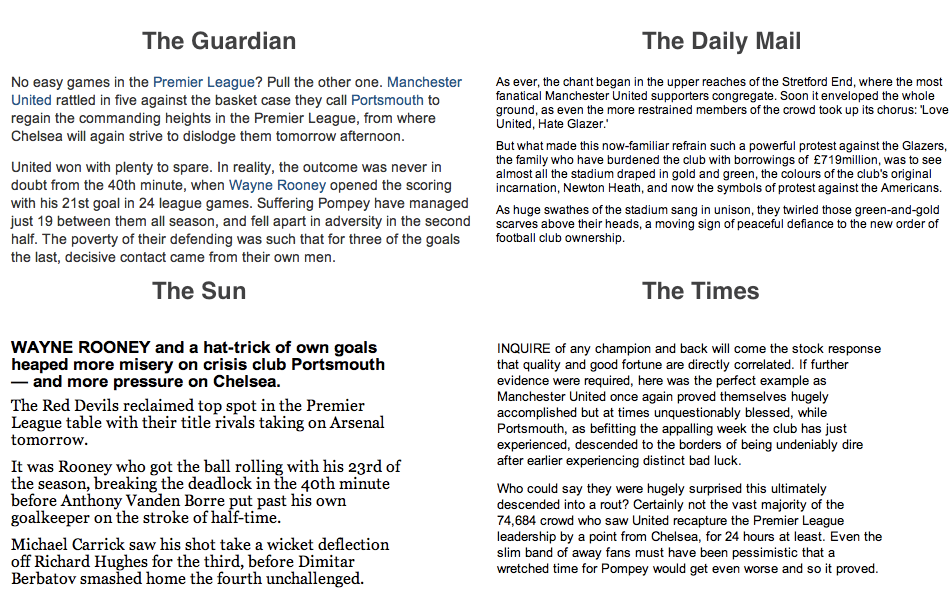 The Guardian
No easy games in the Premier League? Pull the other one. Manchester
United rattled in five against the basket case they call Portsmouth to
regain the commanding heights in the Premier League, from where
Chelsea will again strive to dislodge them tomorrow afternoon.
United won with plenty to spare. In reality, the outcome was never in
doubt from the 40th minute, when Wayne Rooney opened the scoring
with his 21st goal in 24 league games. Suffering Pompey have managed
just 19 between them all season, and fell apart in adversity in the second
half. The poverty of their defending was such that for three of the goals
the last, decisive contact came from their own men.
The Daily Mail
As ever, the chant began in the upper reaches of the Stretford End, where the most
fanatical Manchester United supporters congregate. Soon it enveloped the whole
ground, as even the more restrained members of the crowd took up its chorus: 'Love
United, Hate Glazer.'
But what made this now-familiar refrain such a powerful protest against the Glazers,
the family who have burdened the club with borrowings of £719million, was to see
almost all the stadium draped in gold and green, the colours of the club's original
incarnation, Newton Heath, and now the symbols of protest against the Americans.
As huge swathes of the stadium sang in unison, they twirled those green-and-gold
scarves above their heads, a moving sign of peaceful defiance to the new order of
football club ownership.
The Sun
WAYNE ROONEY and a hat-trick of own goals
heaped more misery on crisis club Portsmouth
— and more pressure on Chelsea.
The Red Devils reclaimed top spot in the Premier
League table with their title rivals taking on Arsenal
tomorrow.
It was Rooney who got the ball rolling with his 23rd of
the season, breaking the deadlock in the 40th minute
before Anthony Vanden Borre put past his own
goalkeeper on the stroke of half-time.
Michael Carrick saw his shot take a wicket deflection
off Richard Hughes for the third, before Dimitar
Berbatov smashed home the fourth unchallenged.
The Times
INQUIRE of any champion and back will come the stock response
that quality and good fortune are directly correlated. If further
evidence were required, here was the perfect example as
Manchester United once again proved themselves hugely
accomplished but at times unquestionably blessed, while
Portsmouth, as befitting the appalling week the club has just
experienced, descended to the borders of being undeniably dire
after earlier experiencing distinct bad luck.
Who could say they were hugely surprised this ultimately
descended into a rout? Certainly not the vast majority of the
74,684 crowd who saw United recapture the Premier League
leadership by a point from Chelsea, for 24 hours at least. Even the
slim band of away fans must have been pessimistic that a
wretched time for Pompey would get even worse and so it proved.